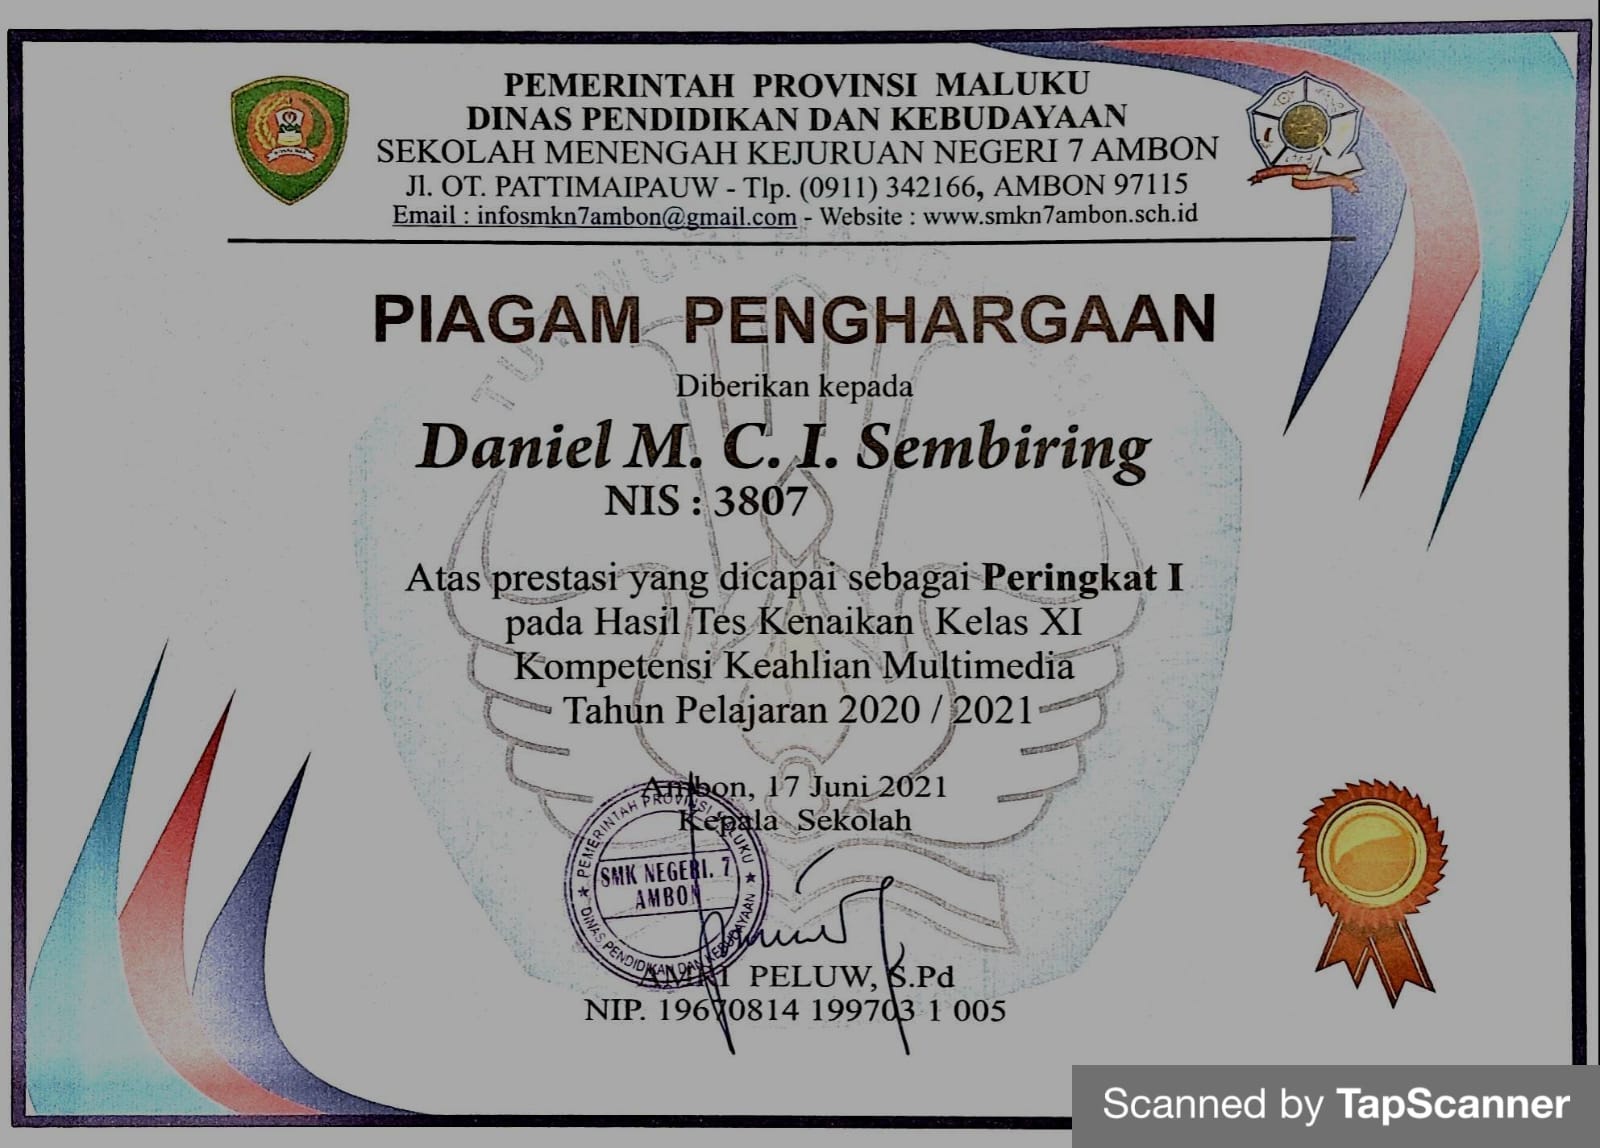 PEMERINTAH PROVINSI MALUKU
DINAS PENDIDIKAN DAN KEBUDAYAAN
SEKOLAH MENENGAH KEJURUAN NEGERI 7 AMBON
Jl. OT. PATTIMAIPAUW - Tlp. (0911) 342166, AMBON 97115
Email : infosmkn7ambon@gmail.com - Website : www.smkn7ambon.sch.id
PIAGAM PENGHARGAAN
Diberikan kepada
Daniel M. C. I. Sembiring
NIS : 3807
Atas prestasi yang dicapai sebagai Peringkat I
pada Hasil Tes Kenaikan Kelas XI
Kompetensi Keahlian Multimedia
Tahun Pelajaran 2020 / 2021
Ambon, 17 Juni 2021
Kepala Sekolah
PEMERINTAH PROVINSI MALUKU
SMK NEGERI. 7
AMBON
DINAS PENDIDIKAN DAN KEBUDAYAAN
AMRI PELUW, S.Pd
NIP. 19670814 199703 1 005
Scanned by TapScanner